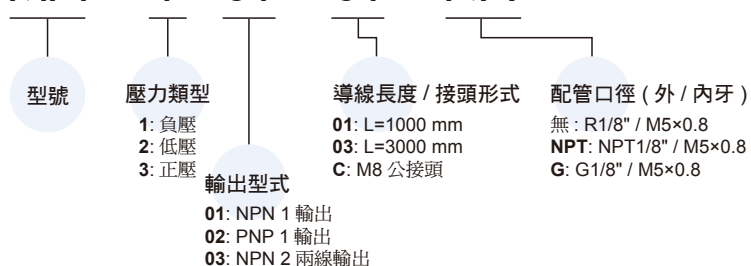 型號
壓力類型
1: 負壓
2: 低壓
3: 正壓
輸出型式
01: NPN 1 輸出
02: PNP 1 輸出
03: NPN 2 兩線輸出
導線長度 / 接頭形式
01: L=1000 mm
03: L=3000 mm
C: M8 公接頭
配管口徑 ( 外 / 內牙 )
無 : R1/8" / M5×0.8
NPT: NPT1/8" / M5×0.8
G: G1/8" / M5×0.8